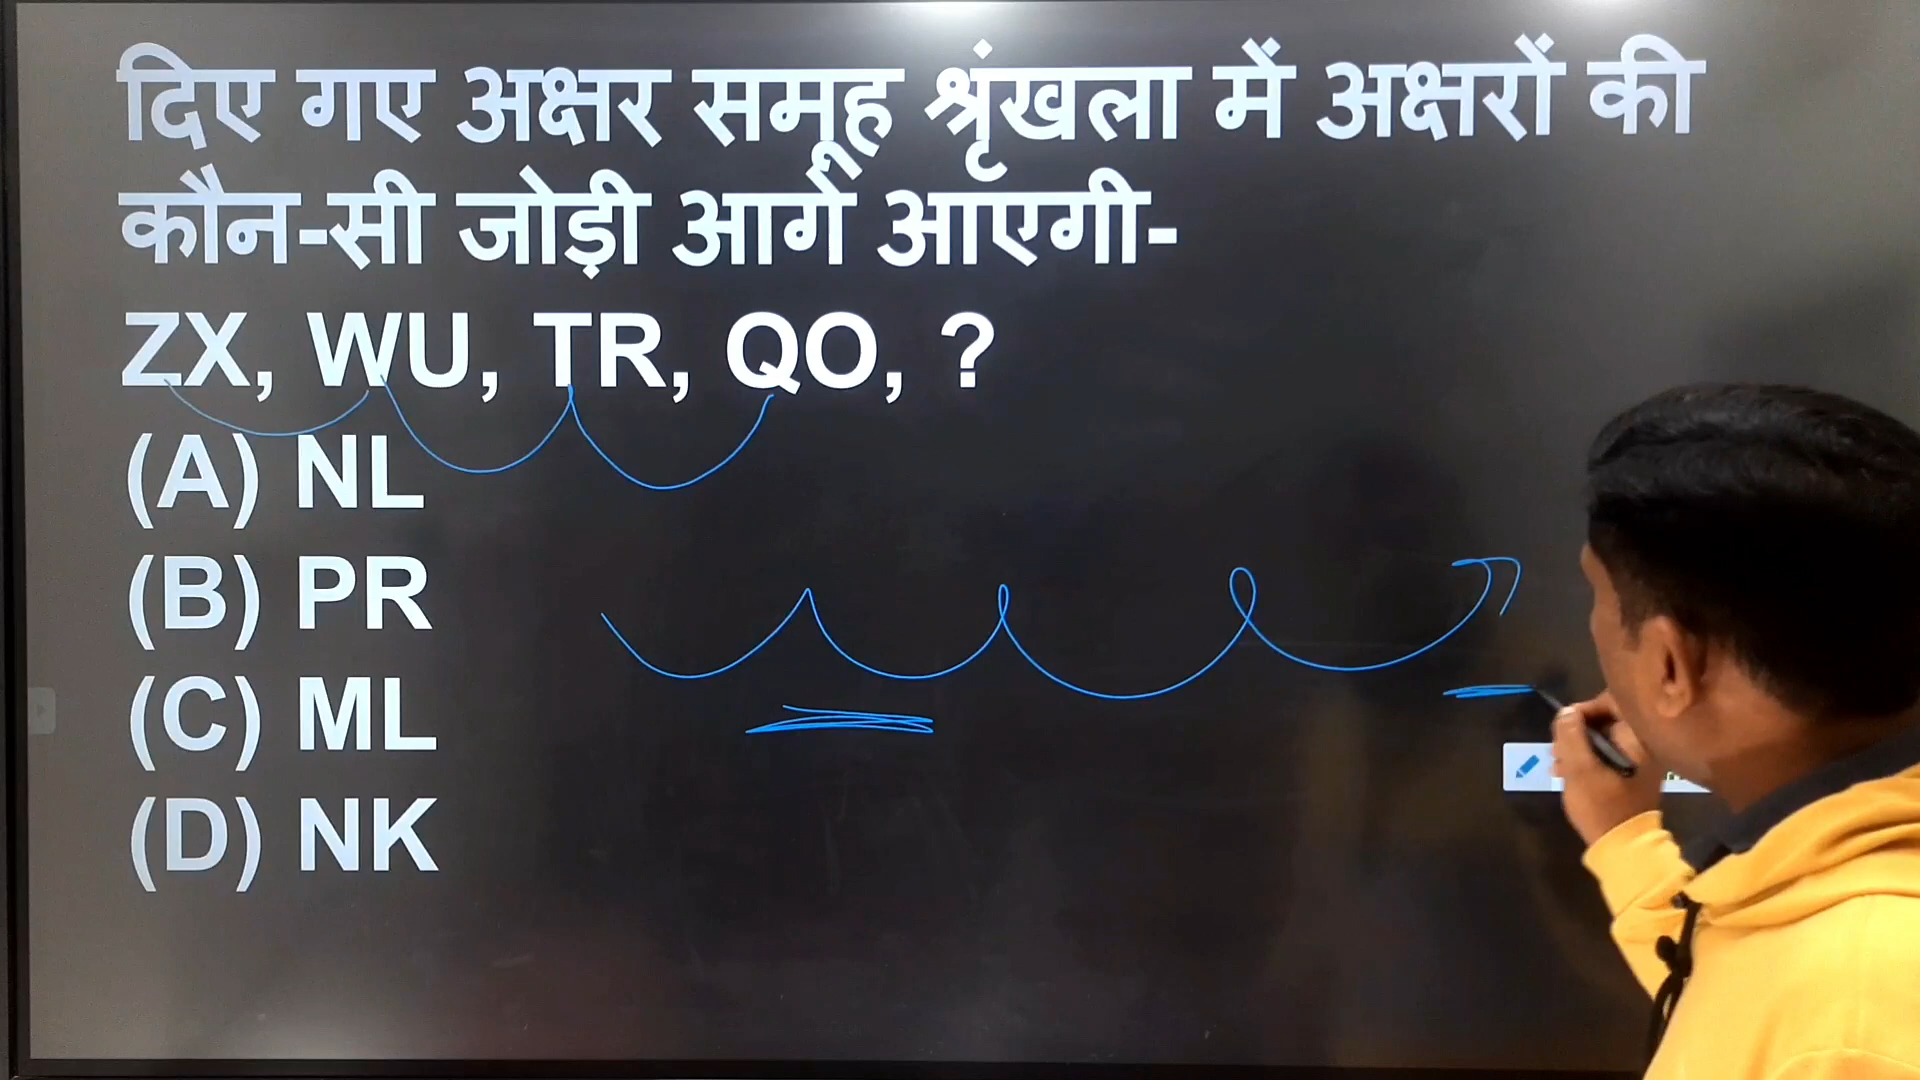 दिए गए अक्षर समूह श्रृंखला में अक्षरों की
कौन-सी जोड़ी आगे आएगी-
ZX, WU, TR, QO, ?
(A) NL
(B) PR
(C) ML
(D) NK